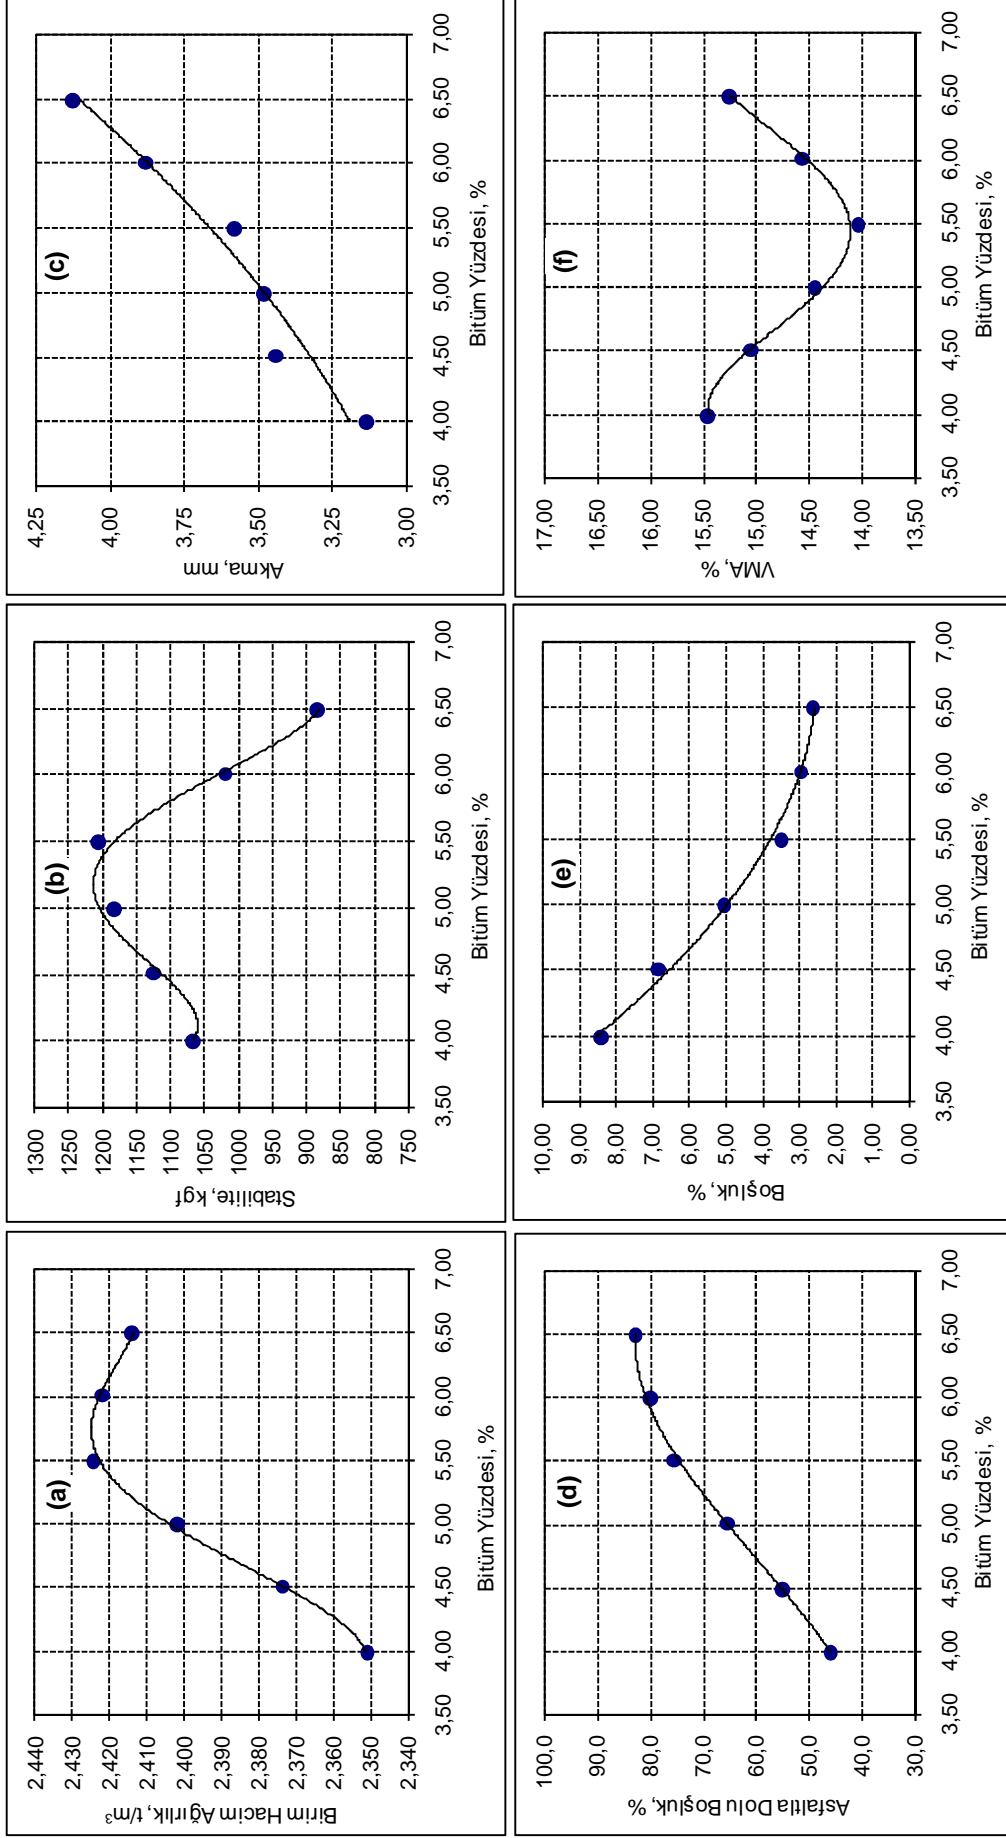 (a)
Birim Hacim Ağırlık, t/m³
2,440
2,430
2,420
2,410
2,400
2,390
2,380
2,370
2,360
2,350
2,340
3,50 4,00 4,50 5,00 5,50 6,00 6,50 7,00
Bitüm Yüzdesi, %
(b)
Stabilite, kgf
1300
1250
1200
1150
1100
1050
1000
950
900
850
800
750
3,50 4,00 4,50 5,00 5,50 6,00 6,50 7,00
Bitüm Yüzdesi, %
(c)
Akma, mm
4,25
4,00
3,75
3,50
3,25
3,00
3,50 4,00 4,50 5,00 5,50 6,00 6,50 7,00
Bitüm Yüzdesi, %
(d)
Asfaltla Dolu Boşluk, %
100,0
90,0
80,0
70,0
60,0
50,0
40,0
30,0
3,50 4,00 4,50 5,00 5,50 6,00 6,50 7,00
Bitüm Yüzdesi, %
(e)
Boşluk, %
10,00
9,00
8,00
7,00
6,00
5,00
4,00
3,00
2,00
1,00
0,00
3,50 4,00 4,50 5,00 5,50 6,00 6,50 7,00
Bitüm Yüzdesi, %
(f)
VMA, %
17,00
16,50
16,00
15,50
15,00
14,50
14,00
13,50
3,50 4,00 4,50 5,00 5,50 6,00 6,50 7,00
Bitüm Yüzdesi, %